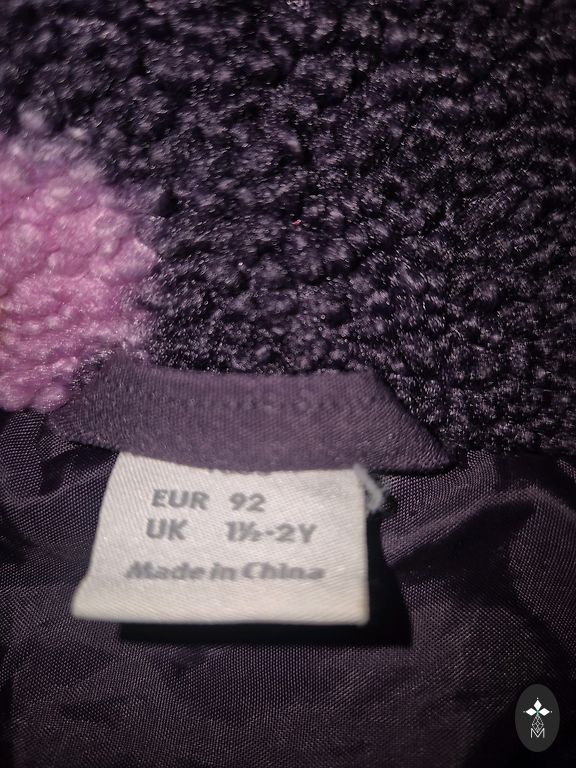 EUR 92
UK 1½-2Y
Made in China
M